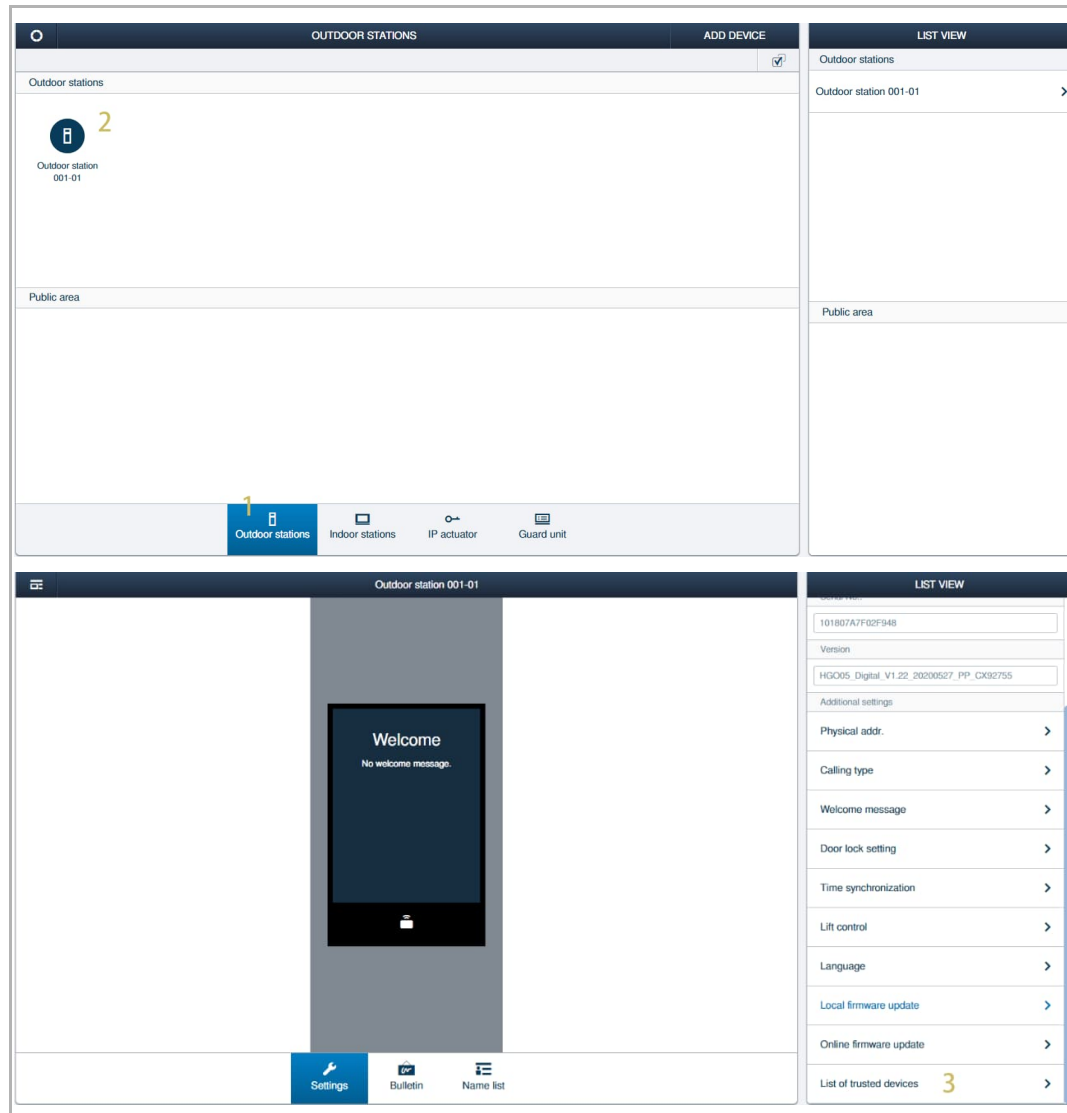 OUTDOOR STATIONS
ADD DEVICE
LIST VIEW
Outdoor stations
Outdoor stations
Outdoor station 001-01
2
Outdoor station
001-01
Public area
Public area
1
Outdoor stations
Indoor stations
IP actuator
Guard unit
Outdoor station 001-01
LIST VIEW
101807A7F02F948
Version
HGO05_Digital_V1.22_20200527_PP_CX92755
Additional settings
Physical addr.
Calling type
Welcome message
Door lock setting
Time synchronization
Lift control
Language
Local firmware update
Online firmware update
List of trusted devices 3
Welcome
No welcome message.
Settings
Bulletin
Name list